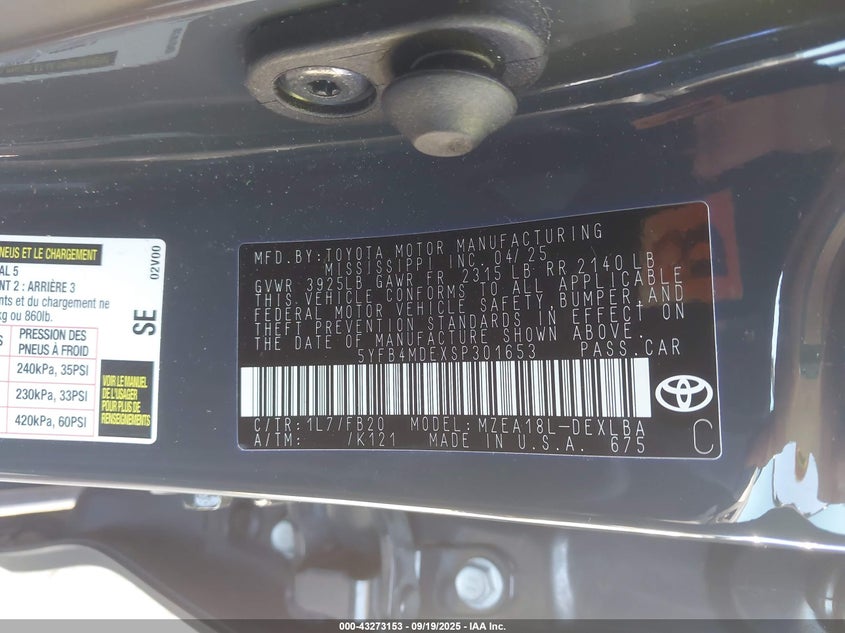 PNEUS ET LE CHARGEMENT
AL 5
NT 2 : ARRIÈRE 3
ents et du chargement ne
kg ou 860lb.
PRESSION DES
PNEUS À FROID
240kPa, 35PSI
230kPa, 33PSI
420kPa, 60PSI
VOIR LE MANUEL
DE L'USAGER
POUR PLUS DE
RENSEIGNEMENTS
SE
02V00
MFD.BY:TOYOTA MOTOR MANUFACTURING
MISSISSIPPI INC. 04/25
GVWR 3925LB GAWR FR 2315 LB RR 2140 LB
THIS VEHICLE CONFORMS TO ALL APPLICABLE
FEDERAL MOTOR VEHICLE SAFETY, BUMPER, AND
THEFT PREVENTION STANDARDS IN EFFECT ON
THE DATE OF MANUFACTURE SHOWN ABOVE.
5YFB4MDEXSP301653 PASS.CAR
C/TR: 1L7/FB20 MODEL: MZEA18L-DEXLBA
A/TM: /K121 MADE IN U.S.A. 675
C
000-43273153 - 09/19/2025 - IAA Inc.